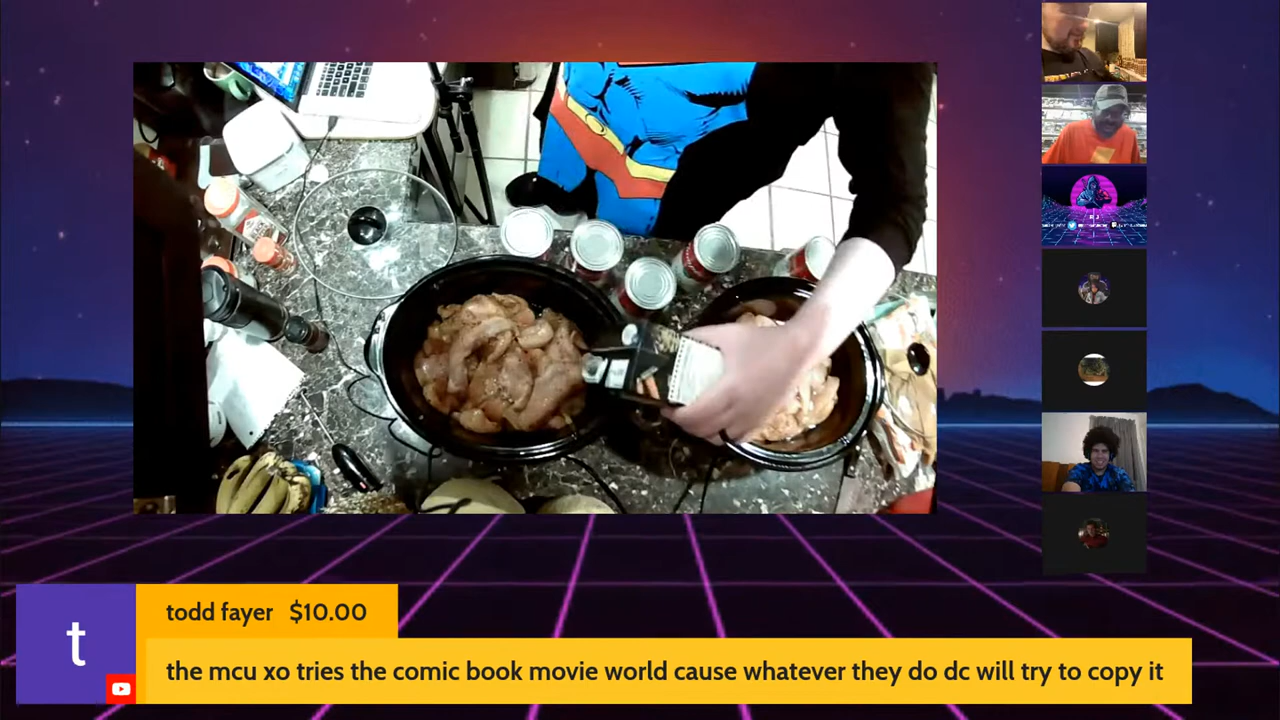 t
todd fayer $10.00
the mcu xo tries the comic book movie world cause whatever they do dc will try to copy it